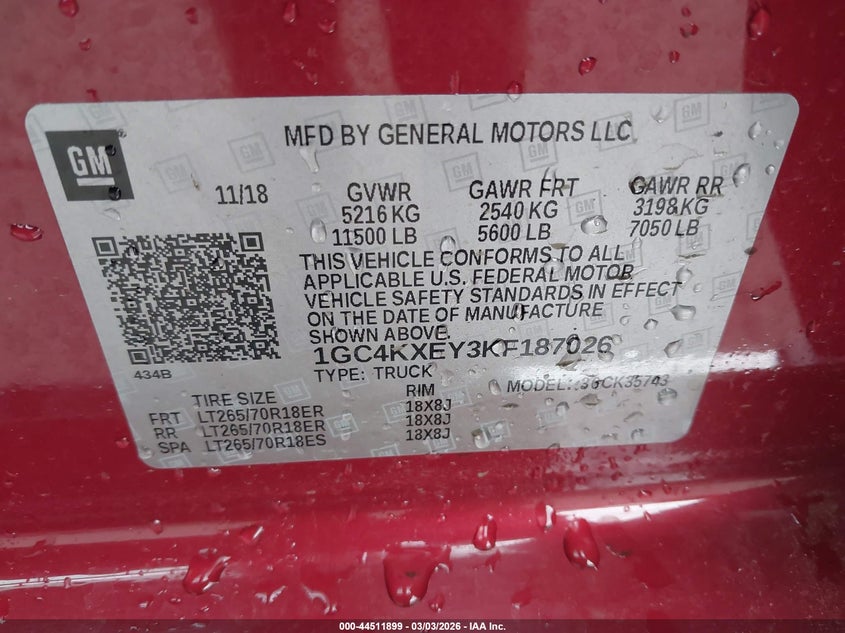 MFD BY GENERAL MOTORS LLC
GM
11/18 GVWR GAWR FRT GAWR RR
5216 KG 2540 KG 3198 KG
11500 LB 5600 LB 7050 LB
THIS VEHICLE CONFORMS TO ALL
APPLICABLE U.S. FEDERAL MOTOR
VEHICLE SAFETY STANDARDS IN EFFECT
ON THE DATE OF MANUFACTURE
SHOWN ABOVE.
1GC4KXEY3KF187026
434B
TYPE: TRUCK MODEL:
TIRE SIZE RIM
FRT LT265/70R18ER 18X8J
RR LT265/70R18ER 18X8J
SPA LT265/70R18ES 18X8J
000-44511899 - 03/03/2026 - IAA Inc.